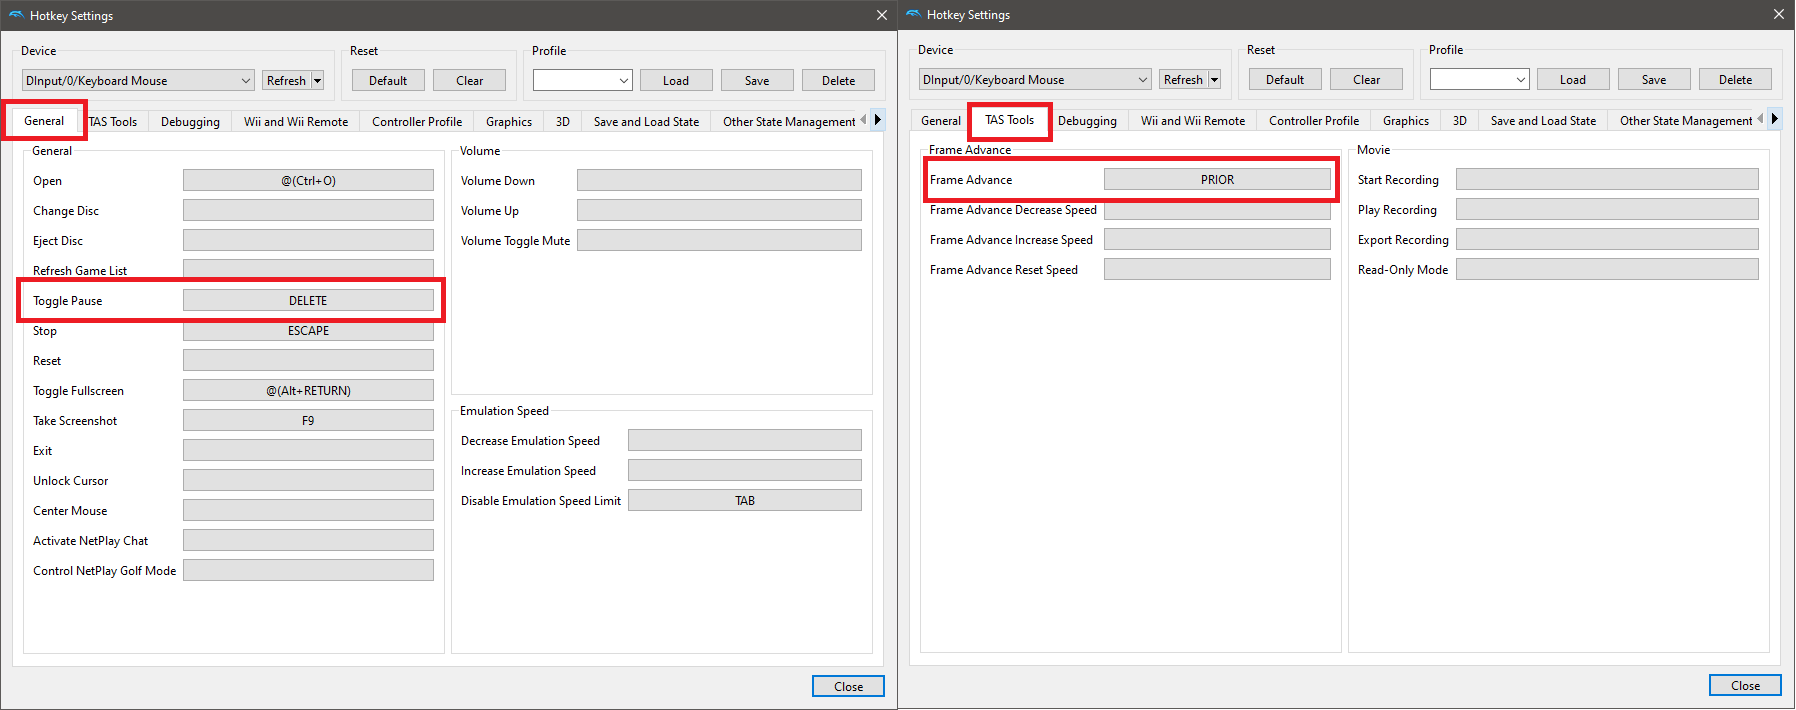 Hotkey Settings
Device
Reset
Profile
DInput/0/Keyboard Mouse
Refresh
Default
Clear
Load
Save
Delete
General
TAS Tools
Debugging
Wii and Wii Remote
Controller Profile
Graphics
3D
Save and Load State
Other State Management
General
Open @(Ctrl+O)
Change Disc
Eject Disc
Refresh Game List
Toggle Pause DELETE
Stop ESCAPE
Reset
Toggle Fullscreen @(Alt+RETURN)
Take Screenshot F9
Exit
Unlock Cursor
Center Mouse
Activate NetPlay Chat
Control NetPlay Golf Mode
Volume
Volume Down
Volume Up
Volume Toggle Mute
Emulation Speed
Decrease Emulation Speed
Increase Emulation Speed
Disable Emulation Speed Limit TAB
Close
Hotkey Settings
Device
Reset
Profile
DInput/0/Keyboard Mouse
Refresh
Default
Clear
Load
Save
Delete
General
TAS Tools
Debugging
Wii and Wii Remote
Controller Profile
Graphics
3D
Save and Load State
Other State Management
Frame Advance
Frame Advance PRIOR
Frame Advance Decrease Speed
Frame Advance Increase Speed
Frame Advance Reset Speed
Movie
Start Recording
Play Recording
Export Recording
Read-Only Mode
Close